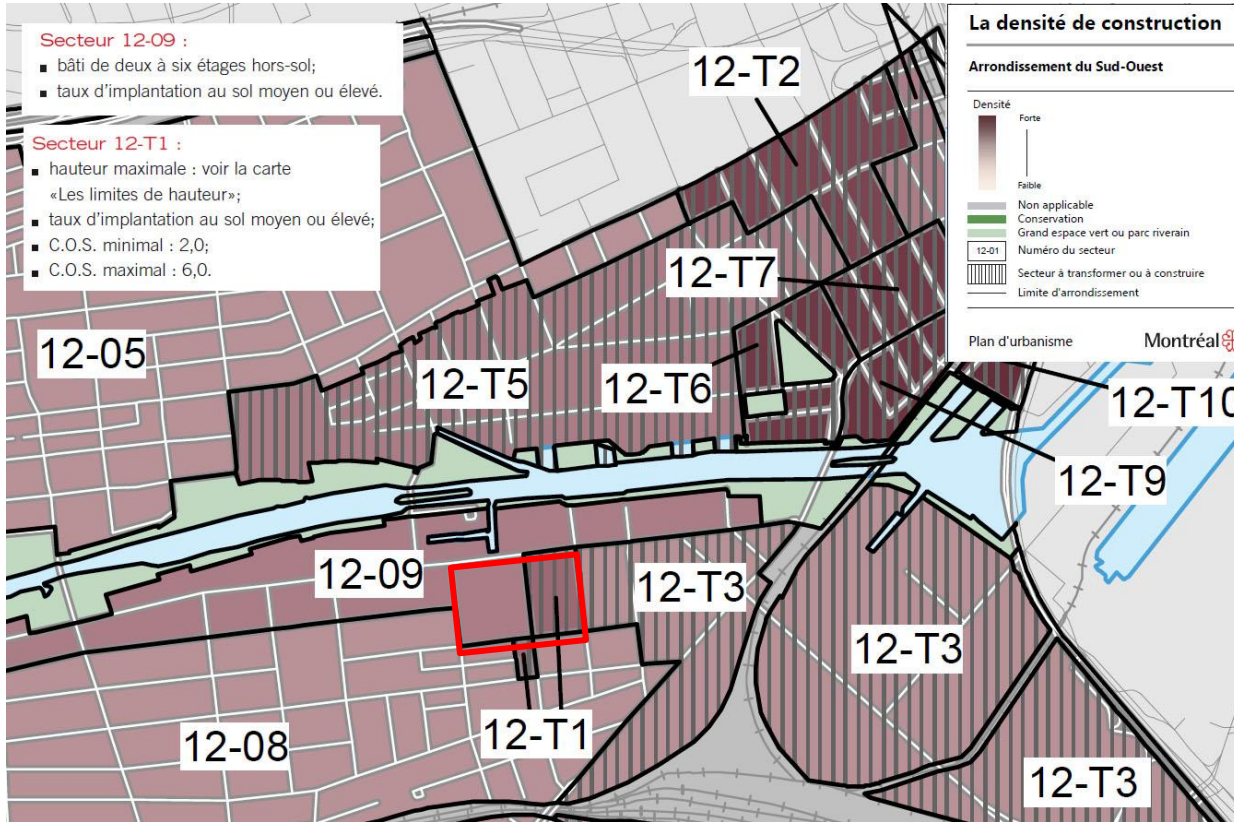 Secteur 12-09 :
▪ bâti de deux à six étages hors-sol;
▪ taux d'implantation au sol moyen ou élevé.
Secteur 12-T1 :
▪ hauteur maximale : voir la carte
«Les limites de hauteur»;
▪ taux d'implantation au sol moyen ou élevé;
▪ C.O.S. minimal : 2,0;
▪ C.O.S. maximal : 6,0.
La densité de construction
Arrondissement du Sud-Ouest
Densité
Forte
Faible
Non applicable
Conservation
Grand espace vert ou parc riverain
12-01 Numéro du secteur
Secteur à transformer ou à construire
Limite d'arrondissement
Plan d'urbanisme
Montréal
12-T2
12-T7
12-05
12-T5
12-T6
12-T10
12-T9
12-09
12-T3
12-T3
12-08
12-T1
12-T3